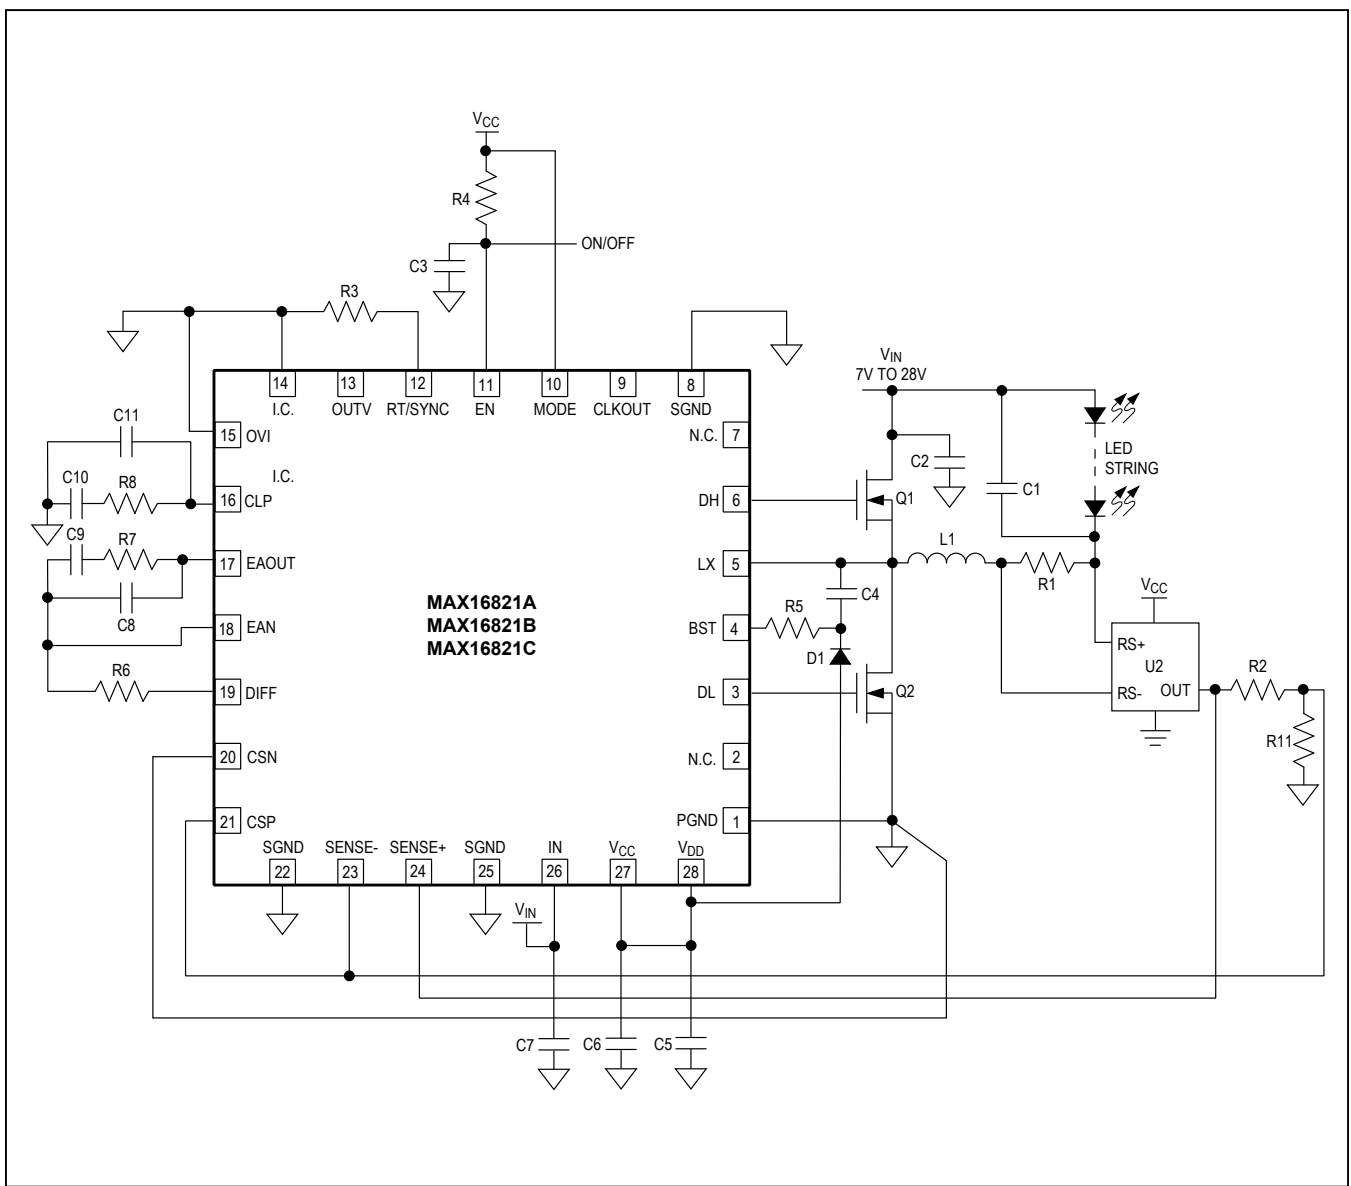 VCC
R4
ON/OFF
C3
R3
VIN
7V TO 28V
14 13 12 11 10 9 8
I.C. OUTV RT/SYNC EN MODE CLKOUT SGND
C11
15 OVI
N.C. 7
LED
STRING
C2
C1
I.C.
C10
R8
16 CLP
DH 6
Q1
C9
R7
17 EAOUT
LX 5
L1
R1
C8
C4
VCC
MAX16821A
MAX16821B
MAX16821C
18 EAN
BST 4
R5
D1
RS+
U2
RS-
OUT
R2
R6
19 DIFF
DL 3
Q2
R11
20 CSN
N.C. 2
21 CSP
PGND 1
SGND SENSE- SENSE+ SGND IN VCC VDD
22 23 24 25 26 27 28
VIN
C7
C6
C5